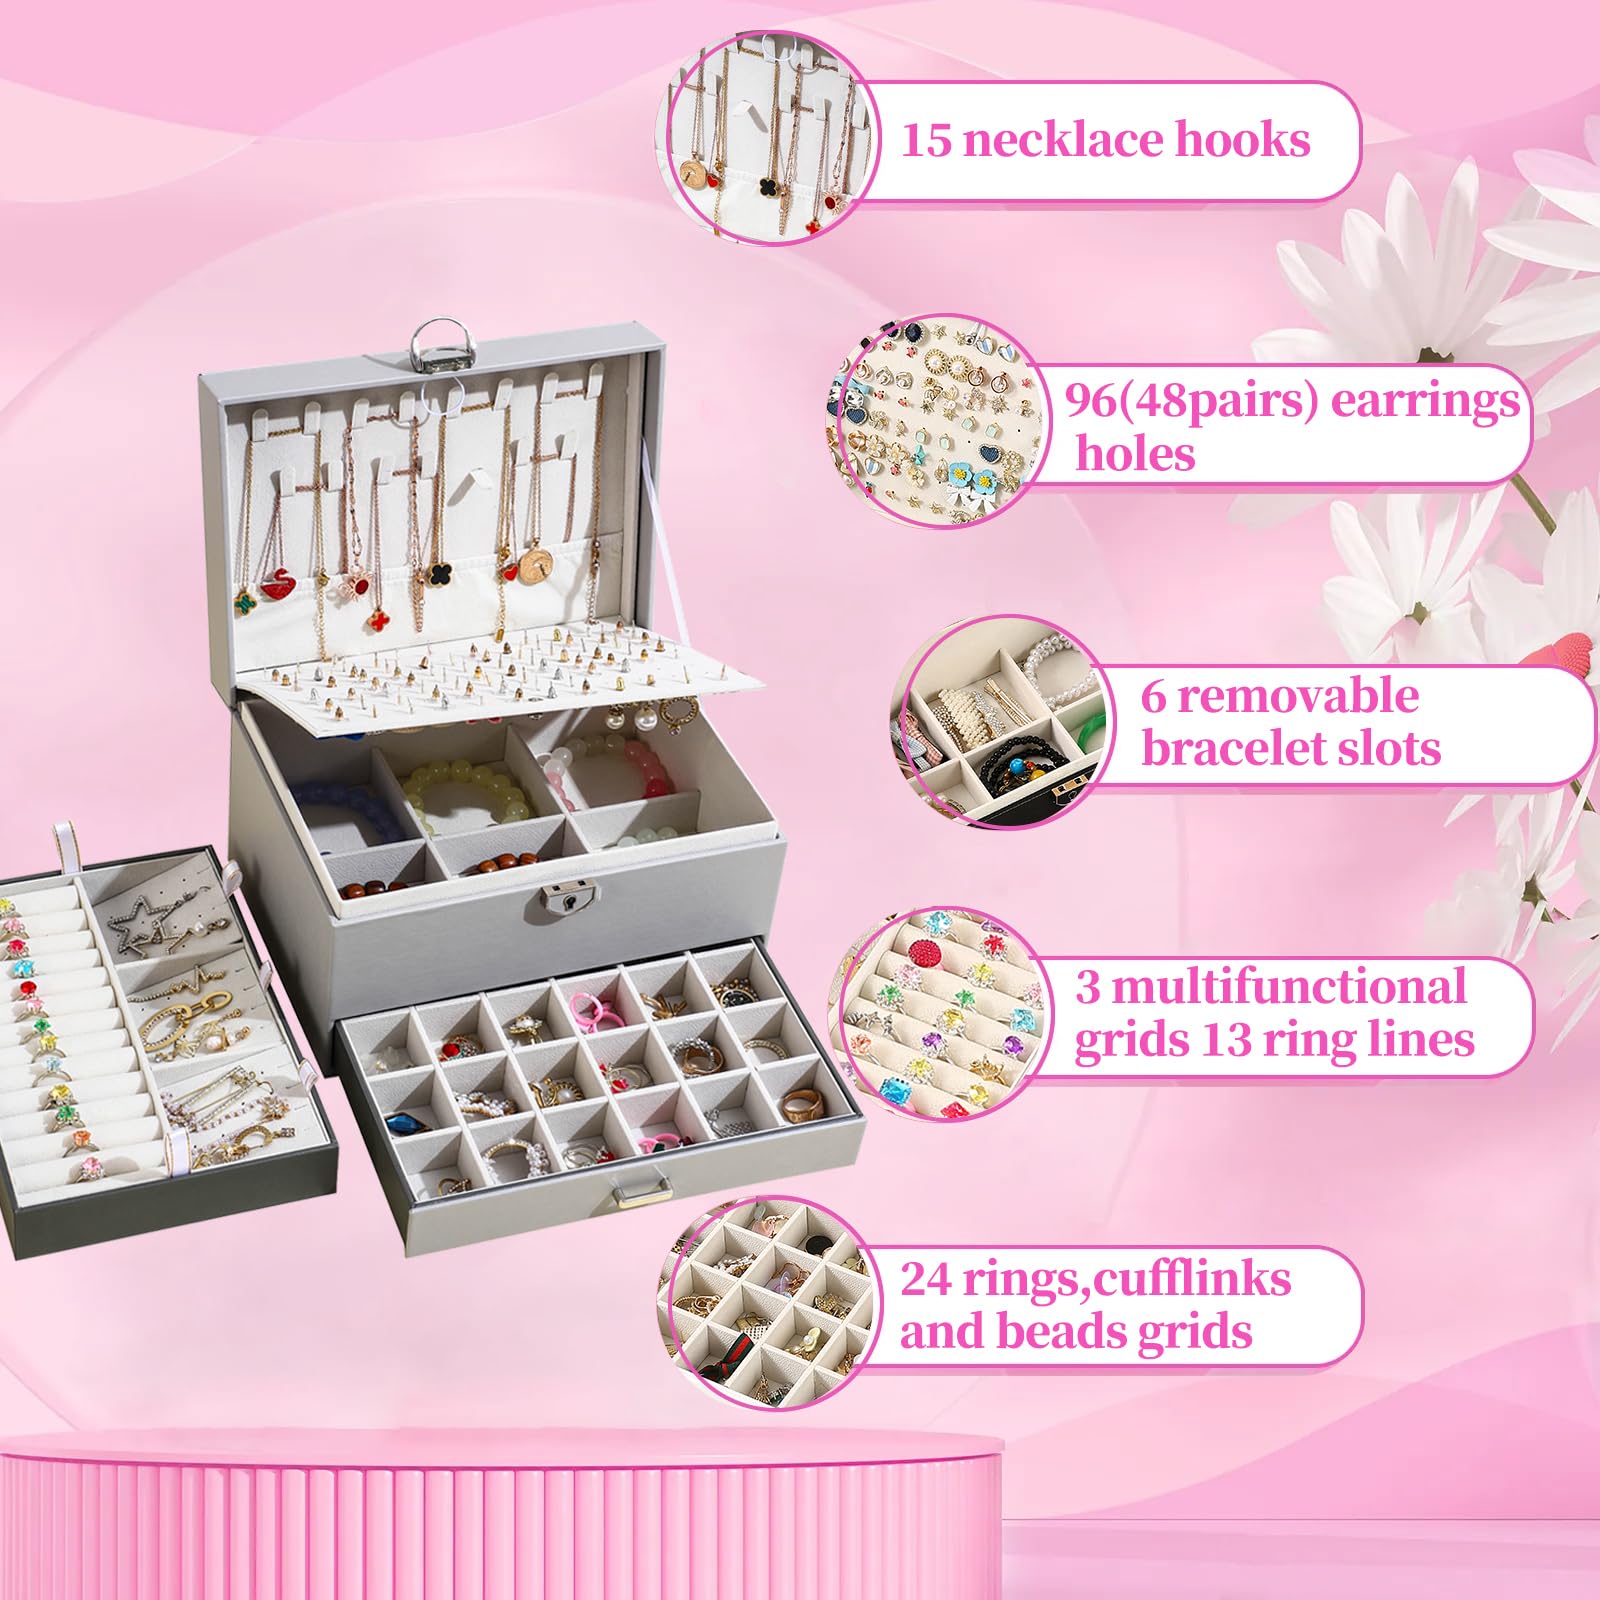 15 necklace hooks
96(48pairs) earrings
holes
6 removable
bracelet slots
3 multifunctional
grids 13 ring lines
24 rings,cufflinks
and beads grids